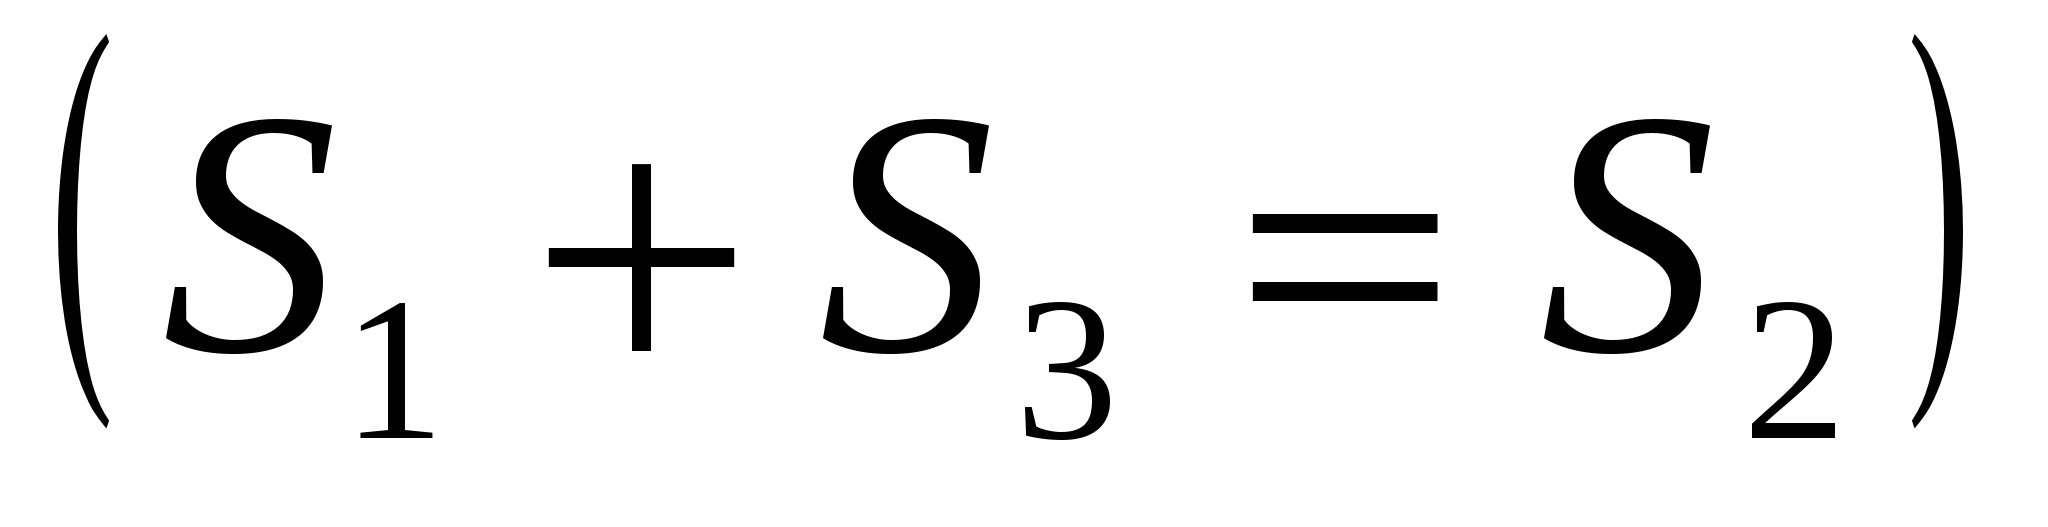 (S₁ + S₃ = S₂)